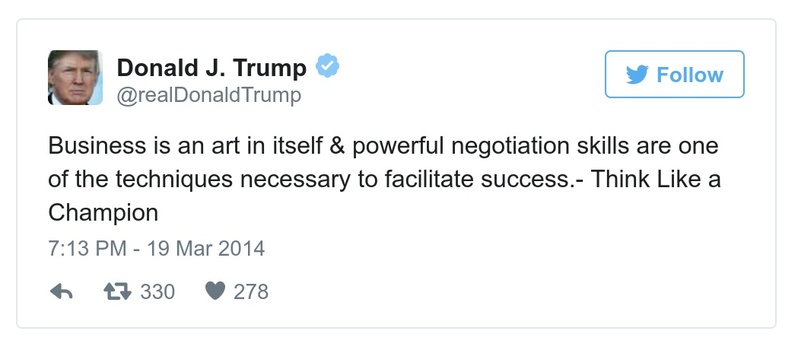 Donald J. Trump
@realDonaldTrump
Follow
Business is an art in itself & powerful negotiation skills are one
of the techniques necessary to facilitate success.- Think Like a
Champion
7:13 PM - 19 Mar 2014
330 278